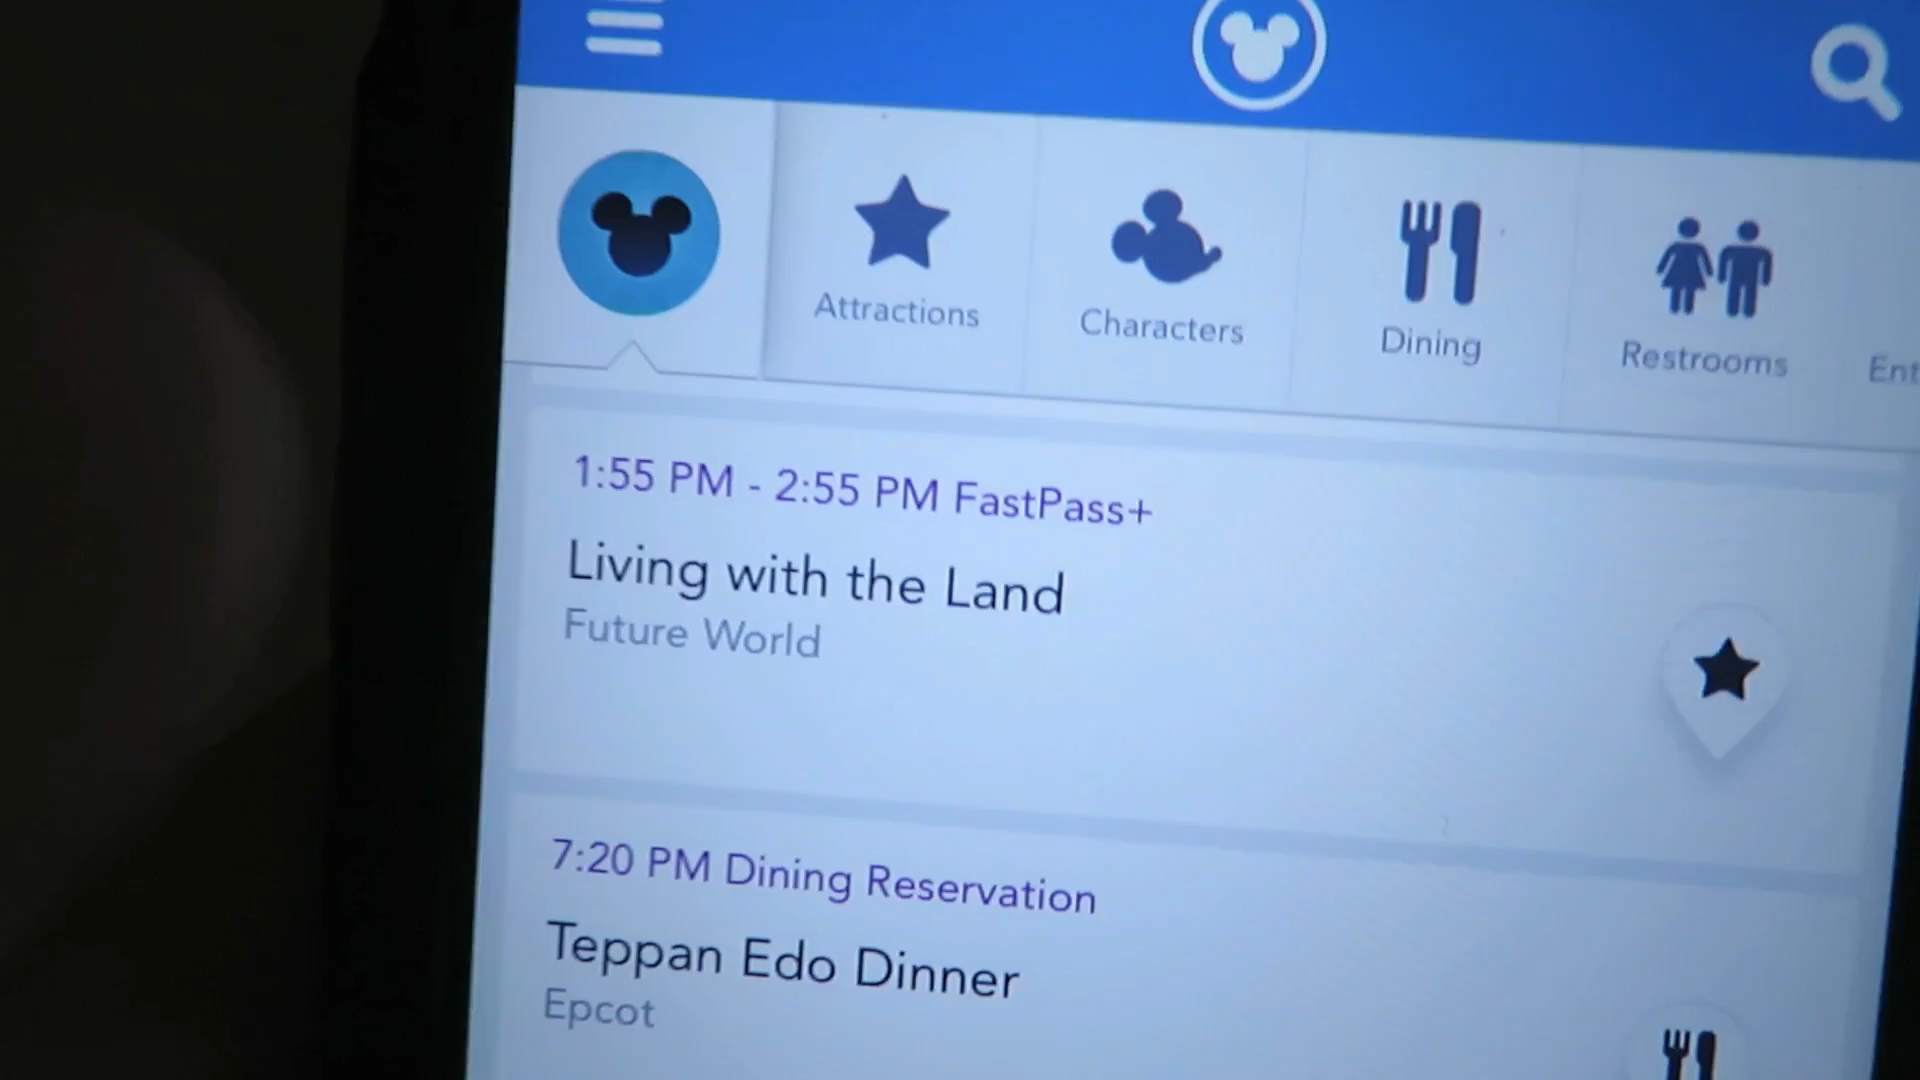 Attractions
Characters
Dining
Restrooms
Ent
1:55 PM - 2:55 PM FastPass+
Living with the Land
Future World
7:20 PM Dining Reservation
Teppan Edo Dinner
Epcot